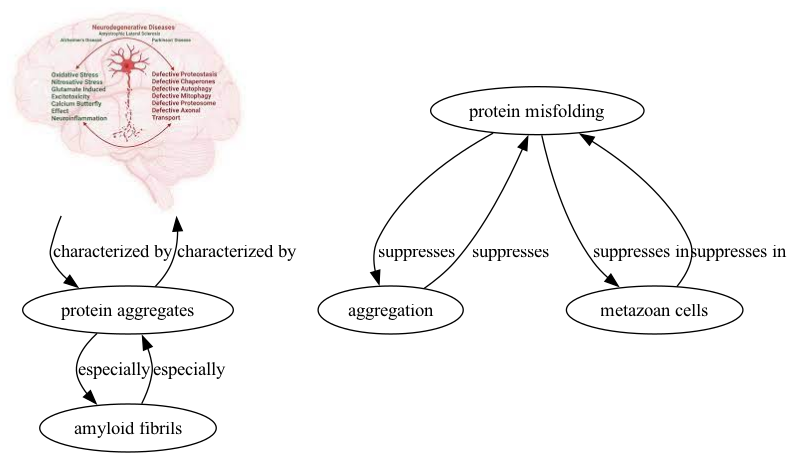 Neurodegenerative Diseases
Amyotrophic Lateral Sclerosis
Alzheimer's Disease Parkinson Disease
Oxidative Stress
Nitrosative Stress
Glutamate Induced
Excitotoxicity
Calcium Butterfly
Effect
Neuroinflammation
Defective Proteostasis
Defective Chaperones
Defective Autophagy
Defective Mitophagy
Defective Proteosome
Defective Axonal
Transport
characterized by characterized by
protein aggregates
especially especially
amyloid fibrils
protein misfolding
suppresses suppresses suppresses in suppresses in
aggregation metazoan cells